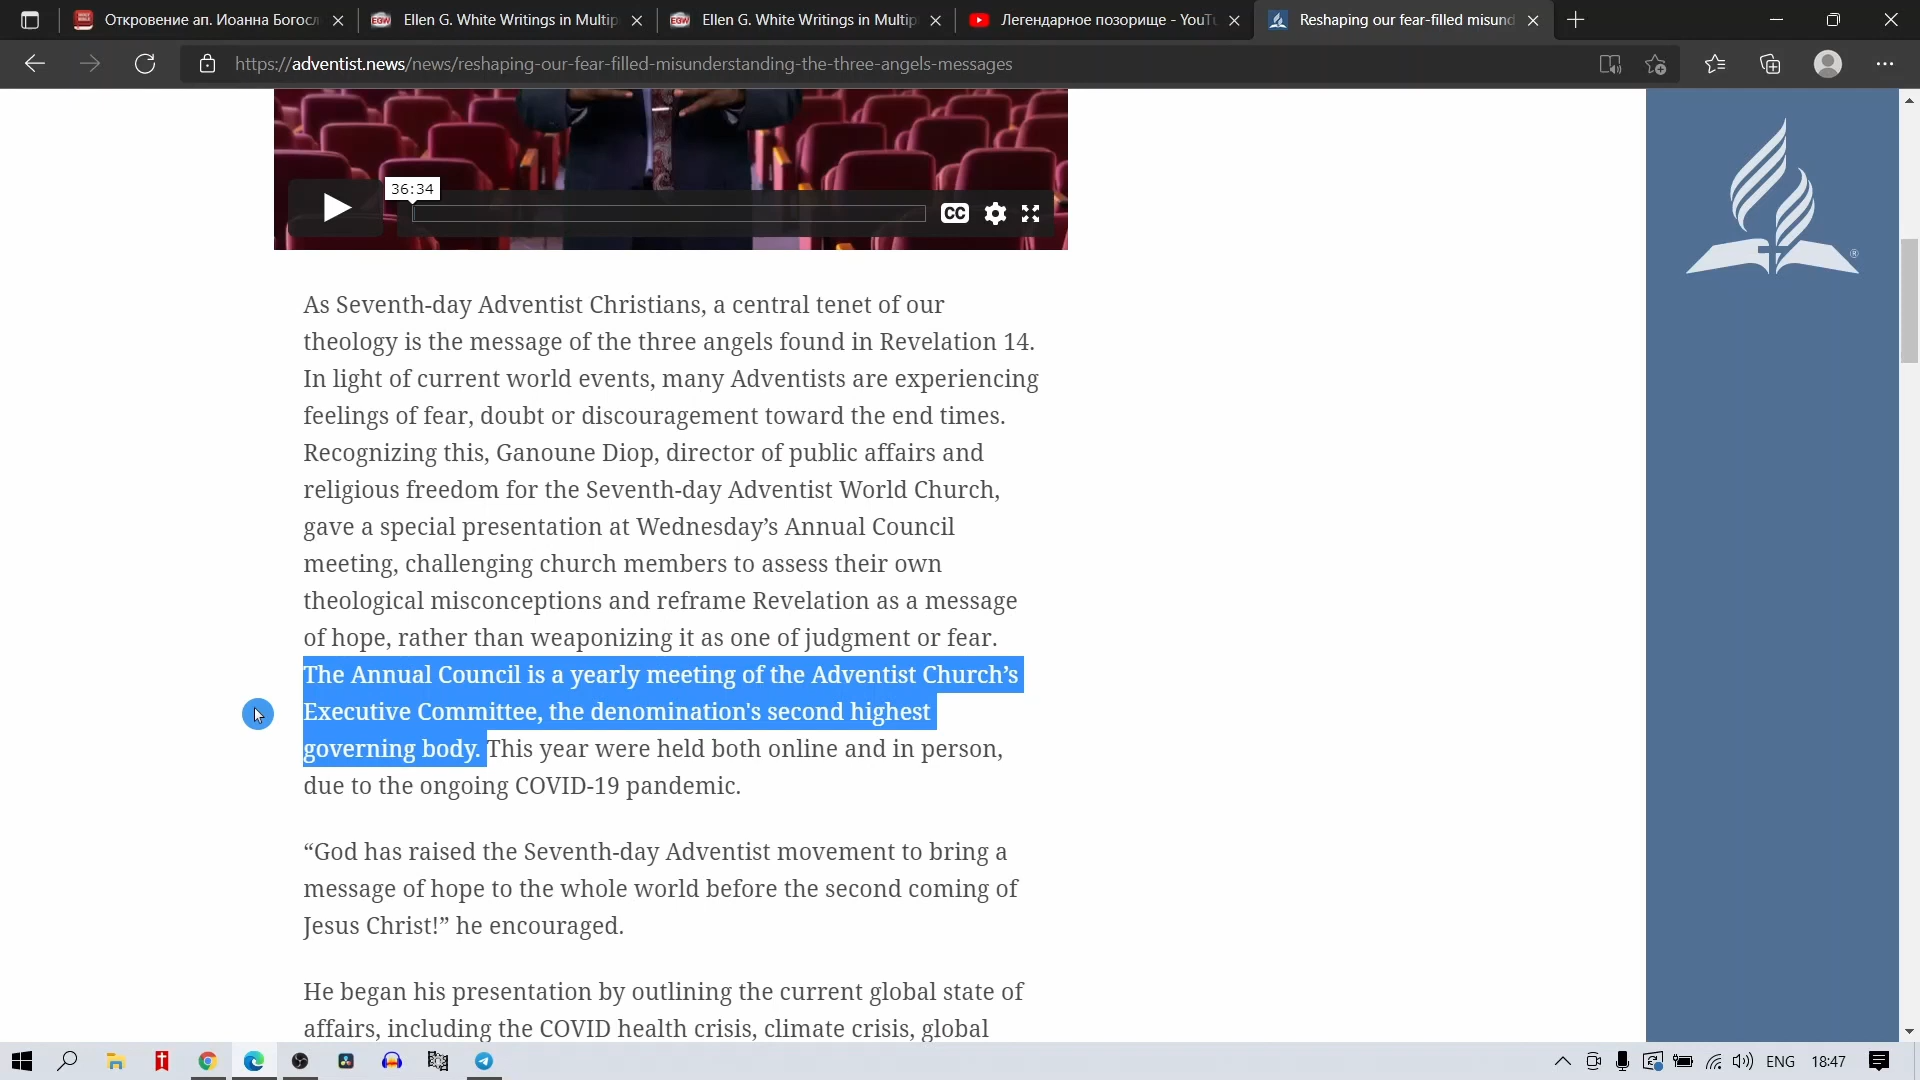 Откровение ап. Иоанна Богосл
Ellen G. White Writings in Multip
Ellen G. White Writings in Multip
Легендарное позорище - YouTu
Reshaping our fear-filled misund
https://adventist.news/news/reshaping-our-fear-filled-misunderstanding-the-three-angels-messages
36:34
CC
As Seventh-day Adventist Christians, a central tenet of our
theology is the message of the three angels found in Revelation 14.
In light of current world events, many Adventists are experiencing
feelings of fear, doubt or discouragement toward the end times.
Recognizing this, Ganoune Diop, director of public affairs and
religious freedom for the Seventh-day Adventist World Church,
gave a special presentation at Wednesday’s Annual Council
meeting, challenging church members to assess their own
theological misconceptions and reframe Revelation as a message
of hope, rather than weaponizing it as one of judgment or fear.
The Annual Council is a yearly meeting of the Adventist Church’s
Executive Committee, the denomination's second highest
governing body. This year were held both online and in person,
due to the ongoing COVID-19 pandemic.
“God has raised the Seventh-day Adventist movement to bring a
message of hope to the whole world before the second coming of
Jesus Christ!” he encouraged.
He began his presentation by outlining the current global state of
affairs, including the COVID health crisis, climate crisis, global
ENG
18:47